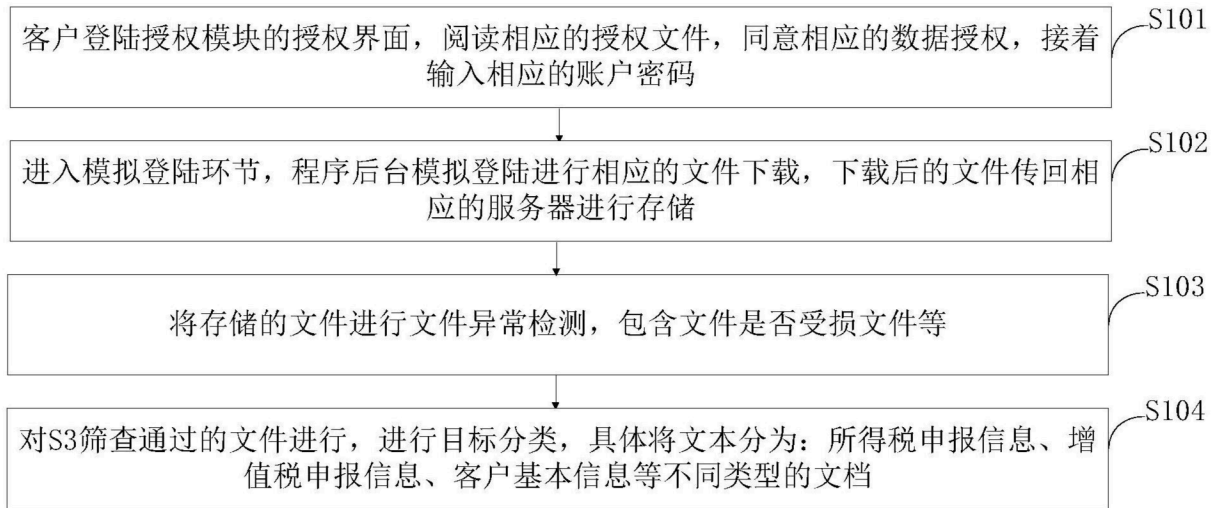 客户登陆授权模块的授权界面，阅读相应的授权文件，同意相应的数据授权，接着
输入相应的账户密码
S101
进入模拟登陆环节，程序后台模拟登陆进行相应的文件下载，下载后的文件传回相
应的服务器进行存储
S102
将存储的文件进行文件异常检测，包含文件是否受损文件等
S103
对S3筛查通过的文件进行，进行目标分类，具体将文本分为：所得税申报信息、增
值税申报信息、客户基本信息等不同类型的文档
S104